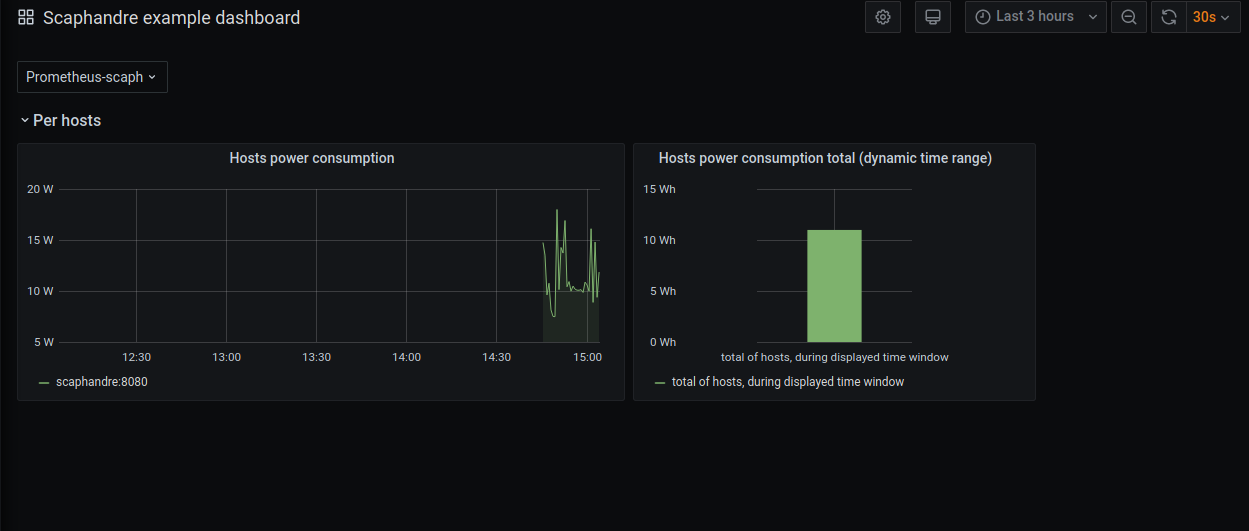 Scaphandre example dashboard
Last 3 hours
30s
Prometheus-scaph
Per hosts
Hosts power consumption
20 W
15 W
10 W
5 W
12:30 13:00 13:30 14:00 14:30 15:00
scaphandre:8080
Hosts power consumption total (dynamic time range)
15 Wh
10 Wh
5 Wh
0 Wh
total of hosts, during displayed time window
total of hosts, during displayed time window